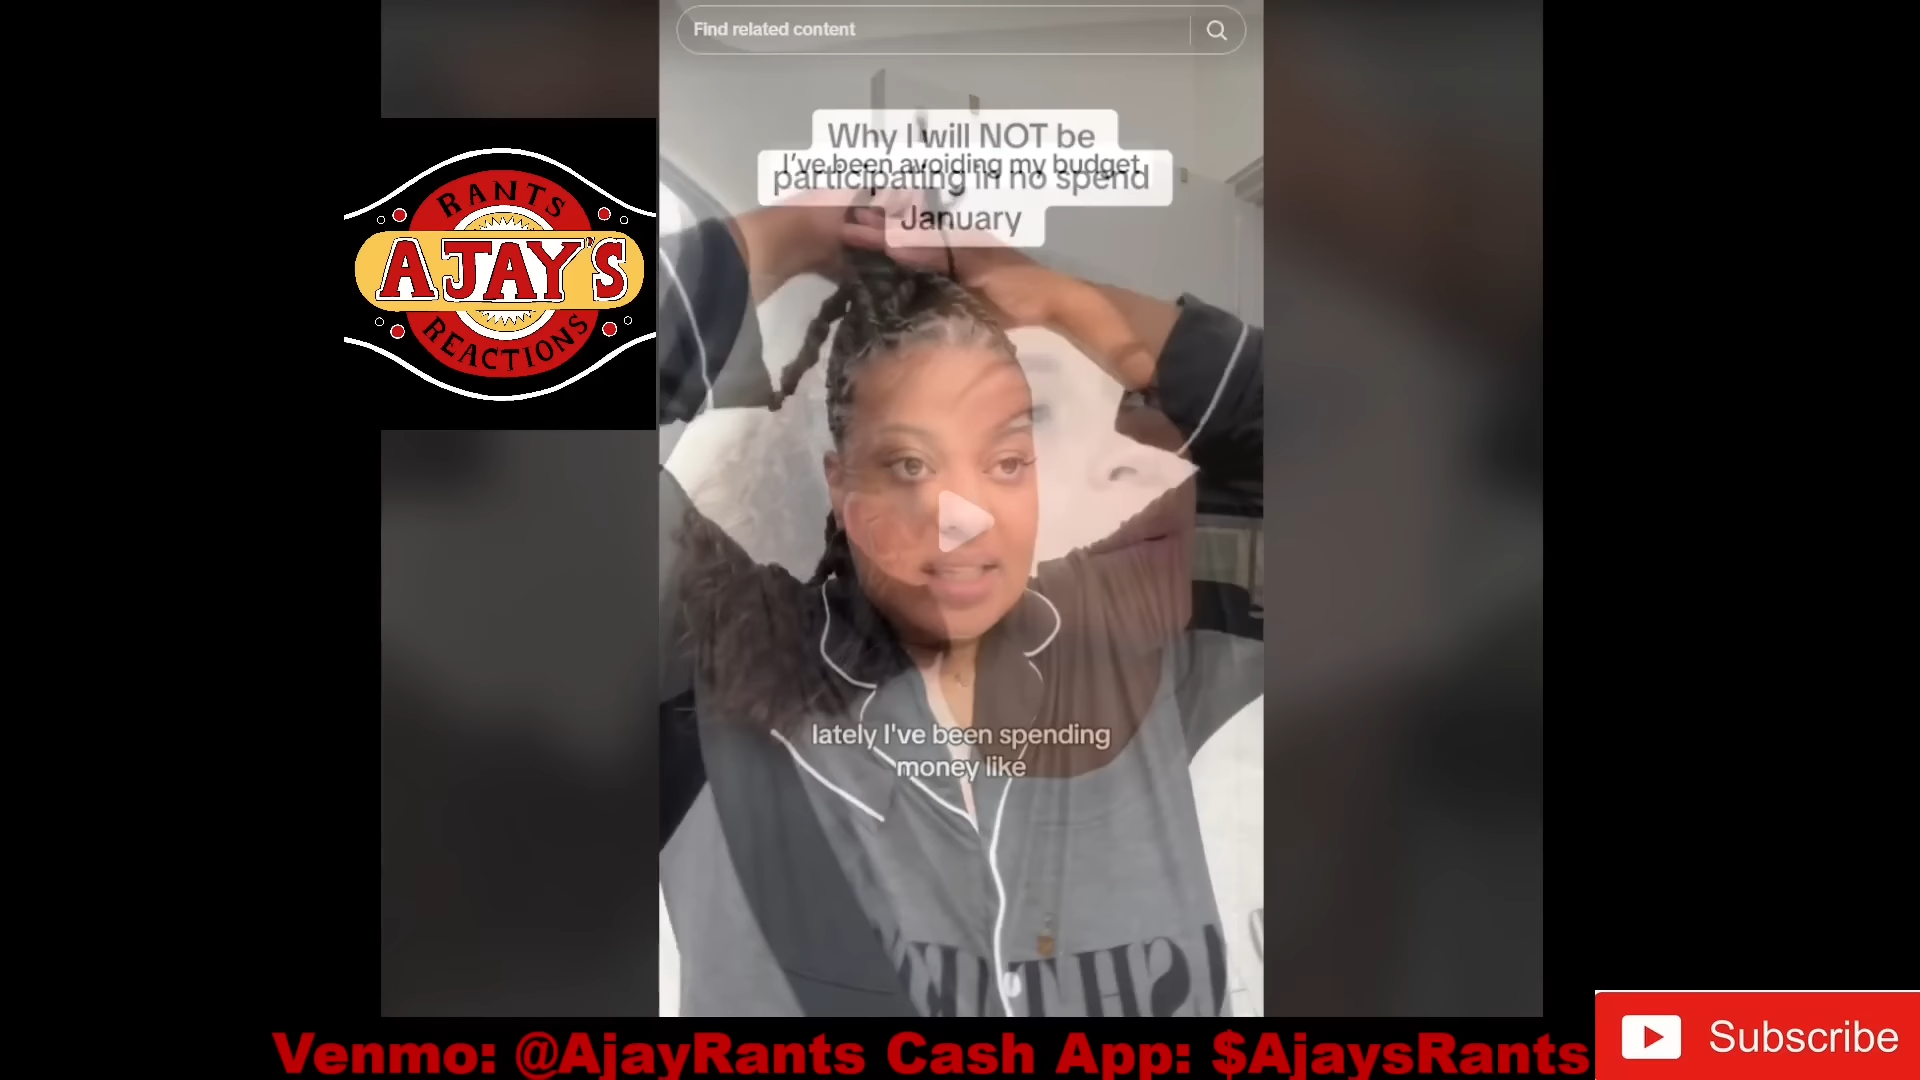 Find related content
Why I will NOT be
I've been avoiding my budget,
participating in no spend
January
RANTS
AJAY'S
REACTIONS
lately I've been spending
money like
Venmo: @AjayRants Cash App: $AjaysRants
Subscribe